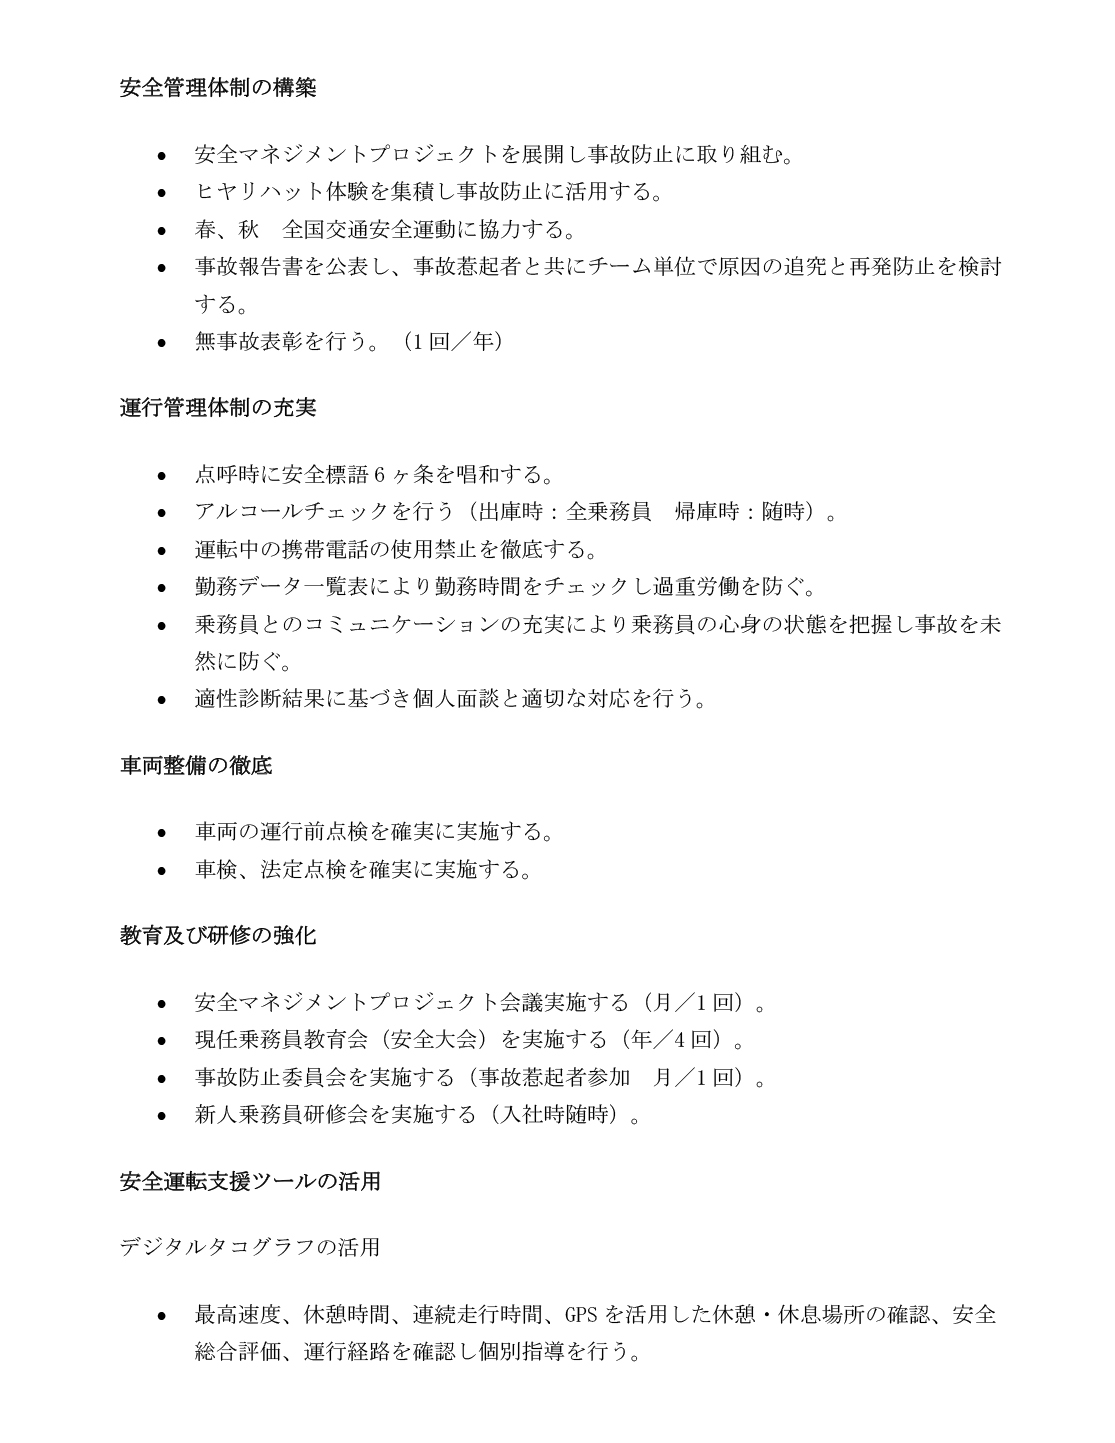 安全管理体制の構築
• 安全マネジメントプロジェクトを展開し事故防止に取り組む。
• ヒヤリハット体験を集積し事故防止に活用する。
• 春、秋　全国交通安全運動に協力する。
• 事故報告書を公表し、事故惹起者と共にチーム単位で原因の追究と再発防止を検討
する。
• 無事故表彰を行う。（1 回／年）
運行管理体制の充実
• 点呼時に安全標語 6 ヶ条を唱和する。
• アルコールチェックを行う（出庫時：全乗務員　帰庫時：随時）。
• 運転中の携帯電話の使用禁止を徹底する。
• 勤務データ一覧表により勤務時間をチェックし過重労働を防ぐ。
• 乗務員とのコミュニケーションの充実により乗務員の心身の状態を把握し事故を未
然に防ぐ。
• 適性診断結果に基づき個人面談と適切な対応を行う。
車両整備の徹底
• 車両の運行前点検を確実に実施する。
• 車検、法定点検を確実に実施する。
教育及び研修の強化
• 安全マネジメントプロジェクト会議実施する（月／1 回）。
• 現任乗務員教育会（安全大会）を実施する（年／4 回）。
• 事故防止委員会を実施する（事故惹起者参加　月／1 回）。
• 新人乗務員研修会を実施する（入社時随時）。
安全運転支援ツールの活用
デジタルタコグラフの活用
• 最高速度、休憩時間、連続走行時間、GPS を活用した休憩・休息場所の確認、安全
総合評価、運行経路を確認し個別指導を行う。